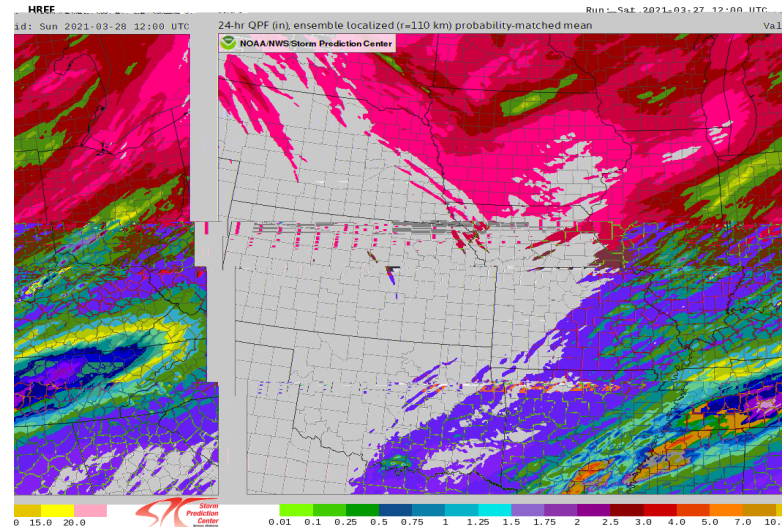 HREF
Run: Sat 2021-03-27 12:00 UTC
id: Sun 2021-03-28 12:00 UTC
24-hr QPF (in), ensemble localized (r=110 km) probability-matched mean
Val
NOAA/NWS/Storm Prediction Center
0 15.0 20.0
Storm
Prediction
Center
0.01 0.1 0.25 0.5 0.75 1 1.25 1.5 1.75 2 2.5 3.0 4.0 5.0 7.0